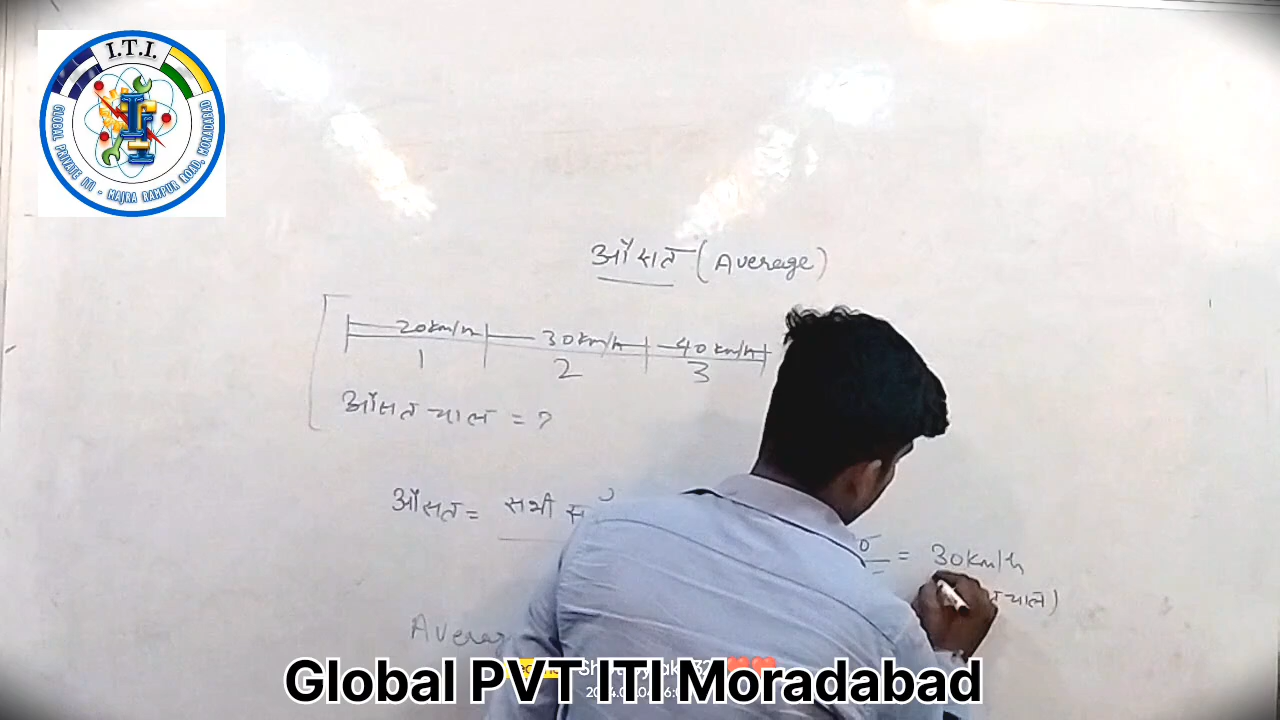 I.T.I.
GLOBAL PRIVATE ITI - MAJRA RAMPUR ROAD, MORADABAD
औसत (Average)
20km/h 30km/h 40km/h
1 2 3
औसत चाल = ?
औसत = सभी
= 30km/h
चाल)
Global PVT ITI Moradabad